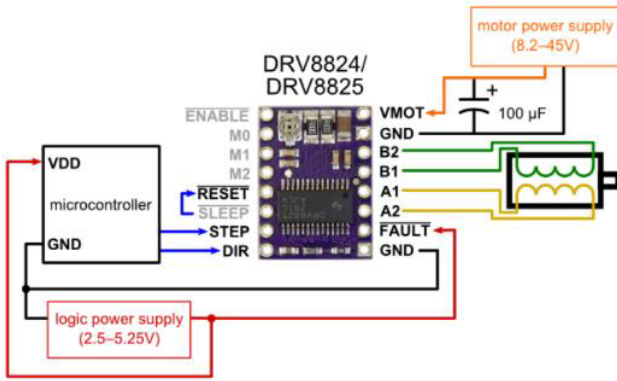 motor power supply
(8.2–45V)
DRV8824/
DRV8825
ENABLE
VMOT
+
100 µF
M0
GND
M1
B2
M2
B1
VDD
RESET
A1
microcontroller
SLEEP
A2
GND
STEP
FAULT
DIR
GND
logic power supply
(2.5–5.25V)